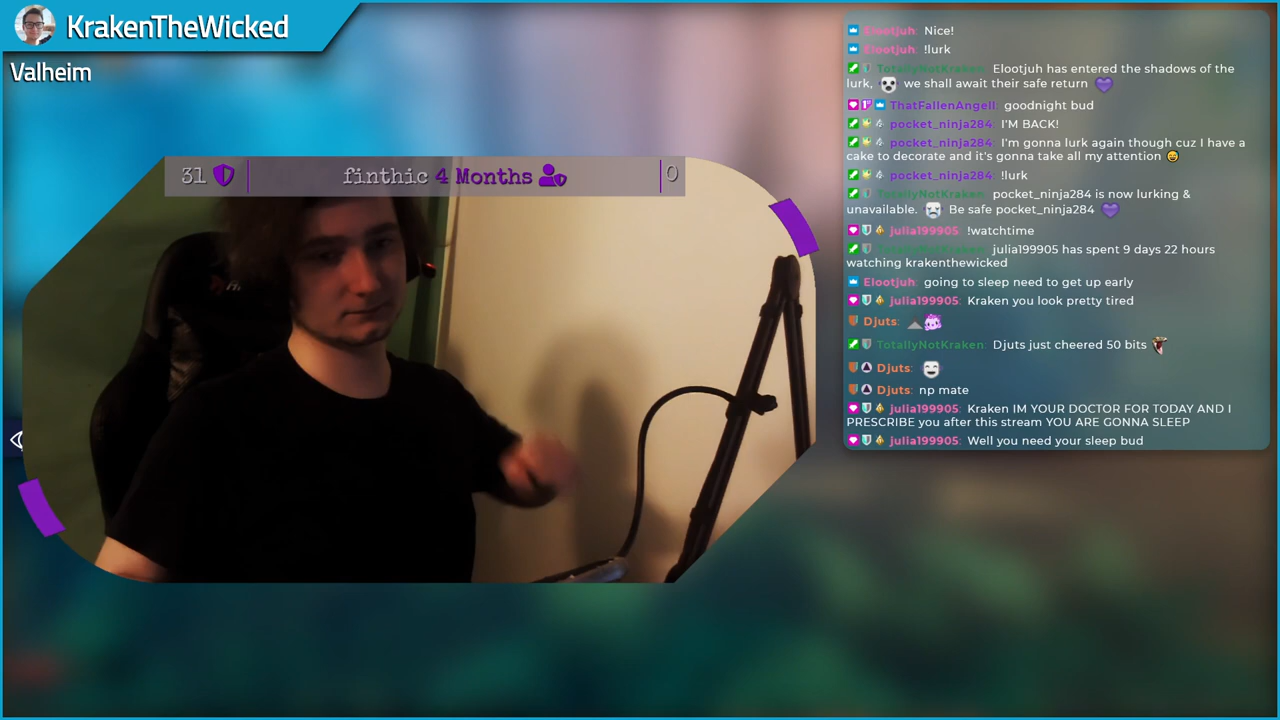 KrakenTheWicked
Valheim
31
finthic 4 Months
0
Elootjuh: Nice!
Elootjuh: !lurk
TotallyNotKraken: Elootjuh has entered the shadows of the
lurk, we shall await their safe return
ThatFallenAngell: goodnight bud
pocket_ninja284: I'M BACK!
pocket_ninja284: I'm gonna lurk again though cuz I have a
cake to decorate and it's gonna take all my attention
pocket_ninja284: !lurk
TotallyNotKraken: pocket_ninja284 is now lurking &
unavailable. Be safe pocket_ninja284
julia199905: !watchtime
TotallyNotKraken: julia199905 has spent 9 days 22 hours
watching krakenthewicked
Elootjuh: going to sleep need to get up early
julia199905: Kraken you look pretty tired
Djuts:
TotallyNotKraken: Djuts just cheered 50 bits
Djuts:
Djuts: np mate
julia199905: Kraken IM YOUR DOCTOR FOR TODAY AND I
PRESCRIBE you after this stream YOU ARE GONNA SLEEP
julia199905: Well you need your sleep bud